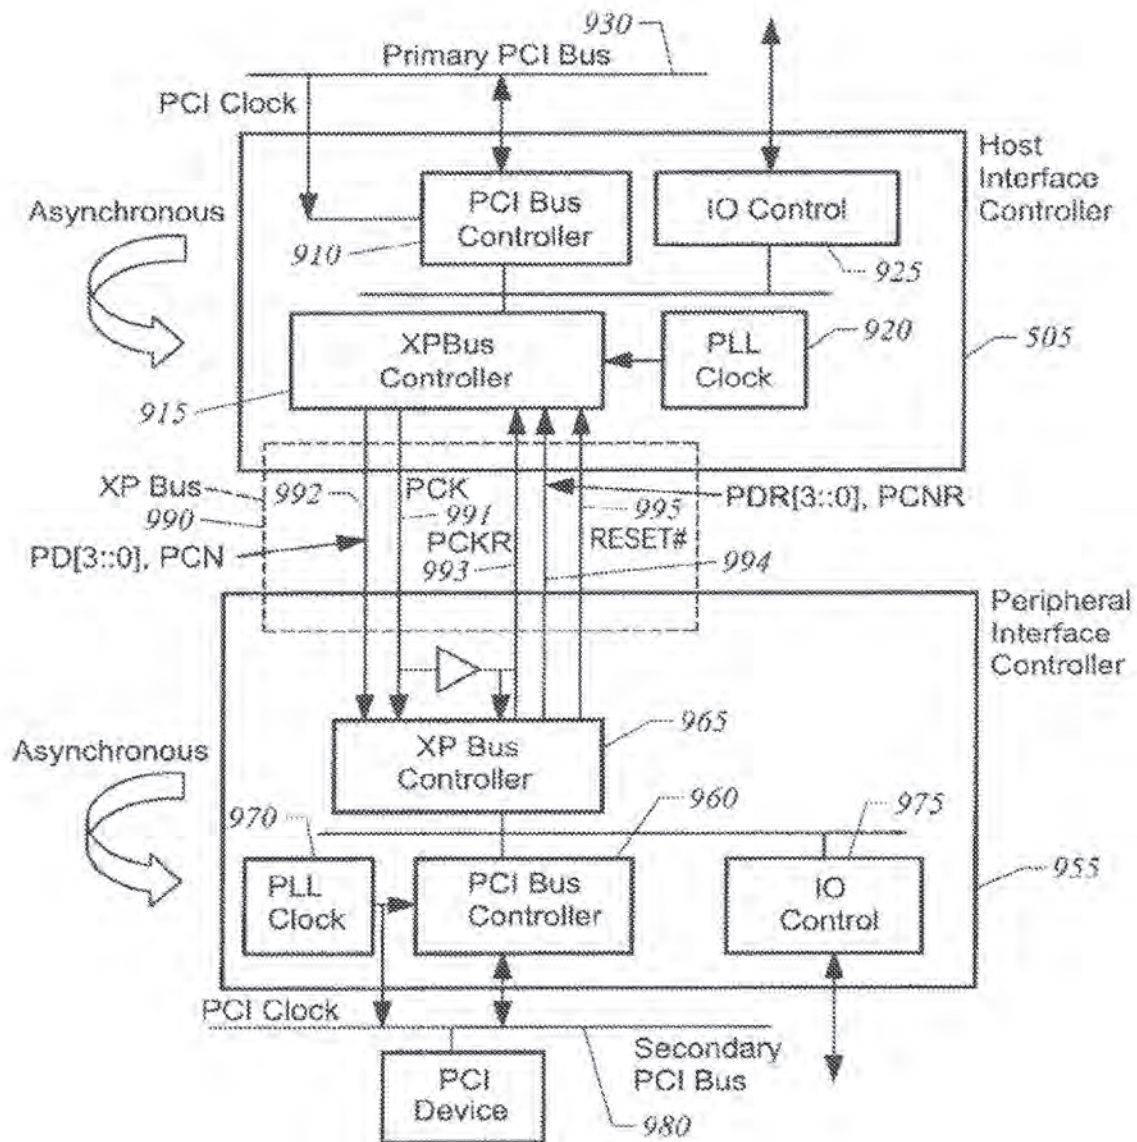 930
Primary PCI Bus
PCI Clock
Host
Interface
Controller
Asynchronous
PCI Bus
Controller
IO Control
910
925
XPBus
Controller
PLL
Clock
920
505
915
XP Bus
990
992
PCK
991
PDR[3::0], PCNR
995
PD[3::0], PCN
PCKR
993
RESET#
994
Peripheral
Interface
Controller
XP Bus
Controller
965
Asynchronous
970
960
975
PLL
Clock
PCI Bus
Controller
IO
Control
955
PCI Clock
Secondary
PCI Bus
PCI
Device
980